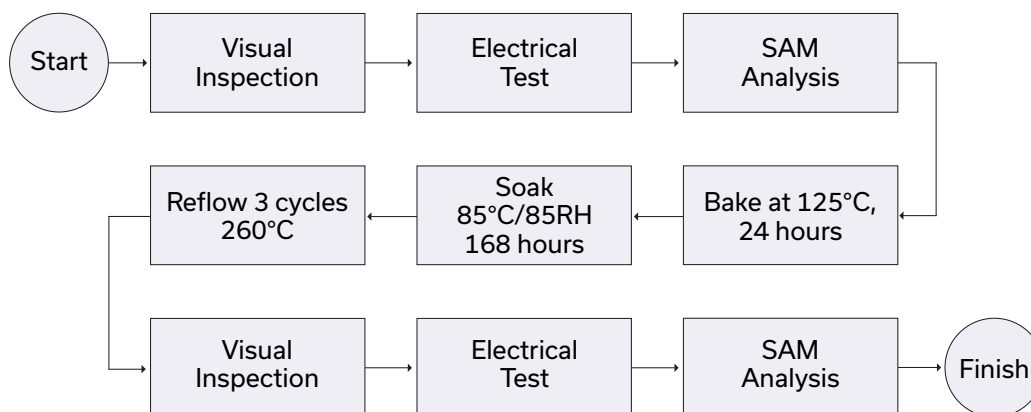 Start
Visual
Inspection
Electrical
Test
SAM
Analysis
Bake at 125°C,
24 hours
Soak
85°C/85RH
168 hours
Reflow 3 cycles
260°C
Visual
Inspection
Electrical
Test
SAM
Analysis
Finish